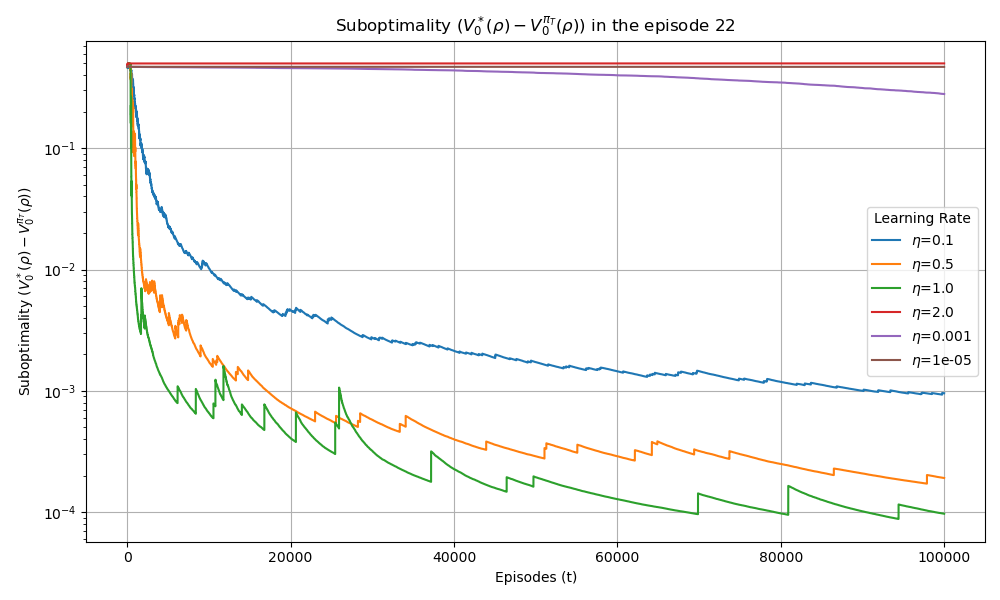 Suboptimality (V₀*(ρ) − V₀^{π_T}(ρ)) in the episode 22
Suboptimality (V₀*(ρ) − V₀^{π_T}(ρ))
10⁻¹
10⁻²
10⁻³
10⁻⁴
Learning Rate
η=0.1
η=0.5
η=1.0
η=2.0
η=0.001
η=1e-05
0 20000 40000 60000 80000 100000
Episodes (t)